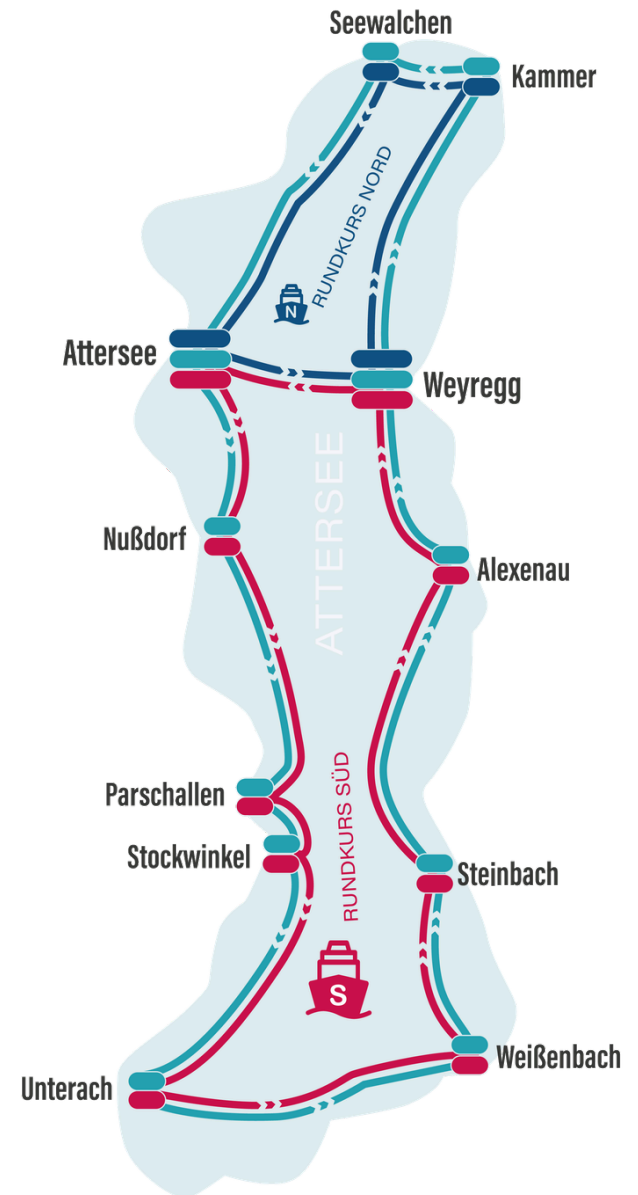 Seewalchen
Kammer
RUNDKURS NORD
N
Attersee
Weyregg
ATTERSEE
Nußdorf
Alexenau
RUNDKURS SÜD
Parschallen
Stockwinkel
Steinbach
S
Weißenbach
Unterach